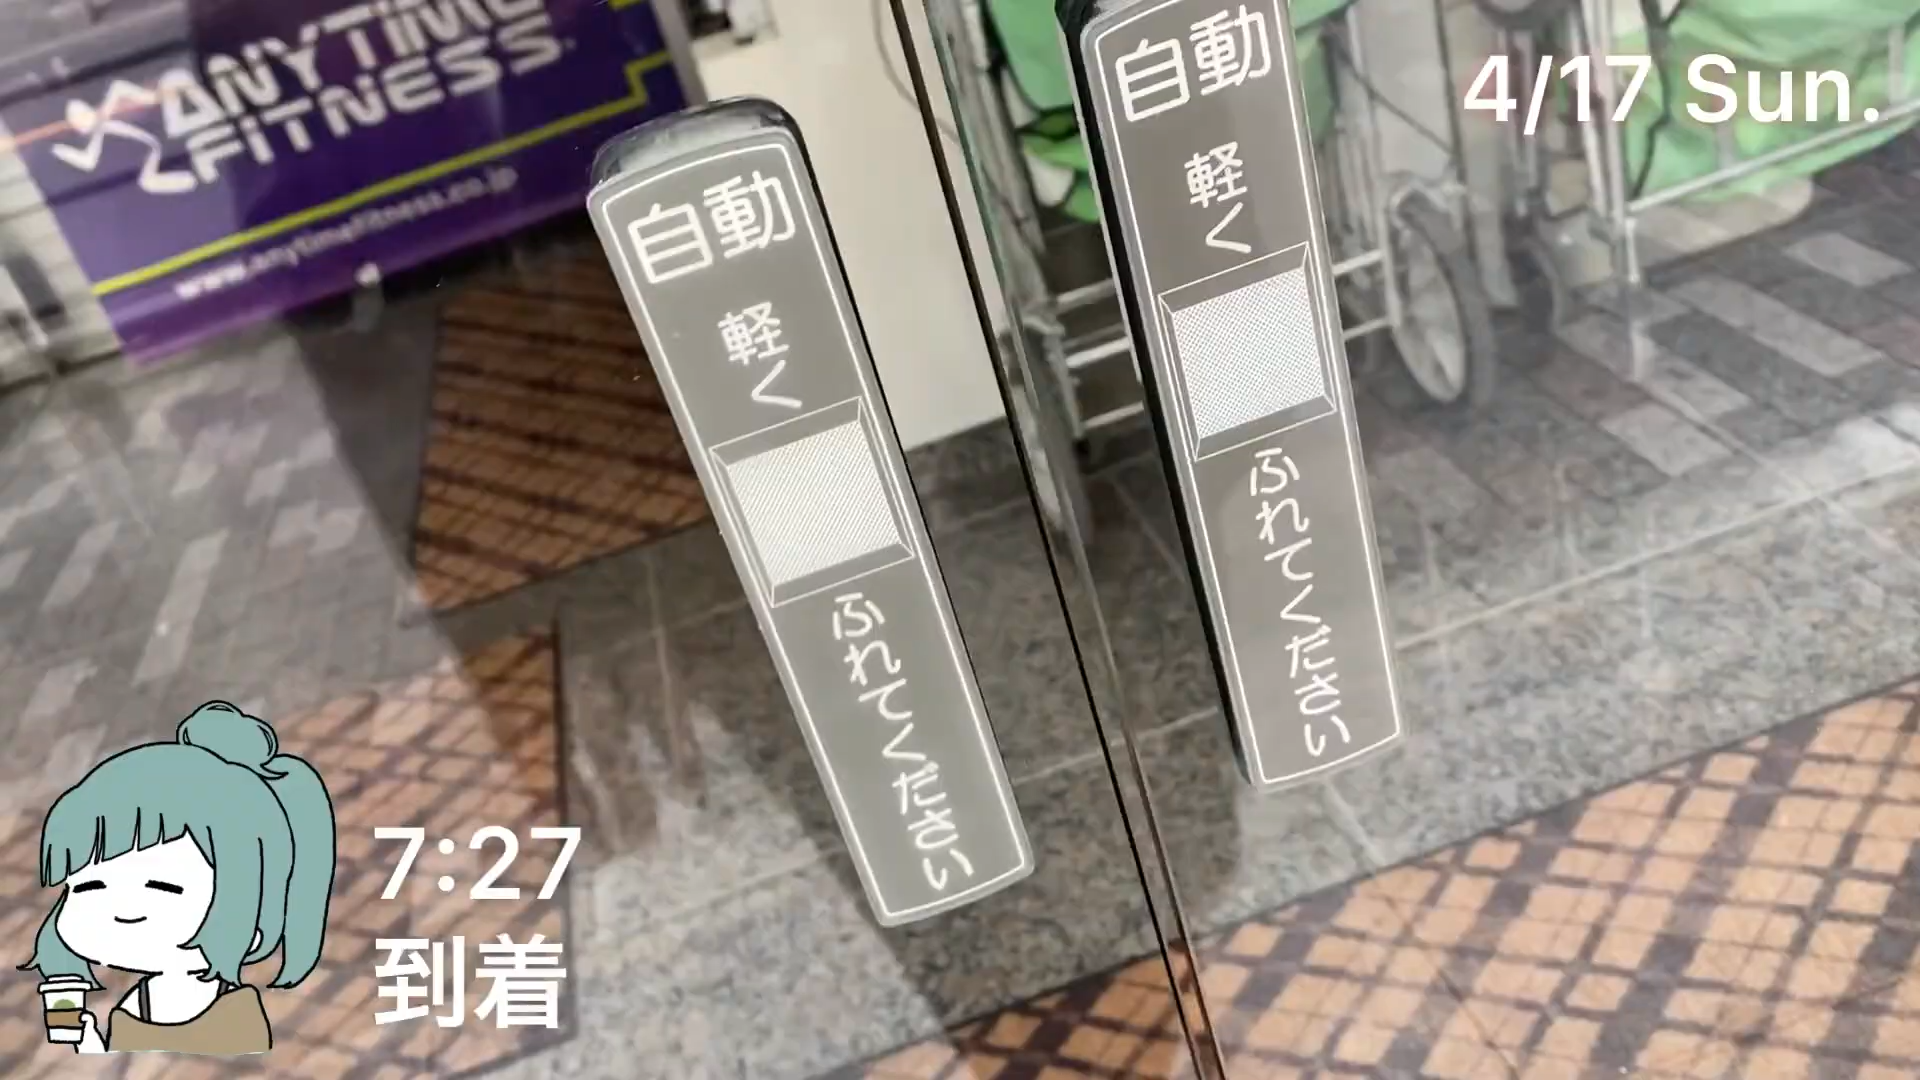 ANYTIME
FITNESS
www.anytimefitness.co.jp
自動
軽く
ふれてください
自動
軽く
ふれてください
4/17 Sun.
7:27
到着